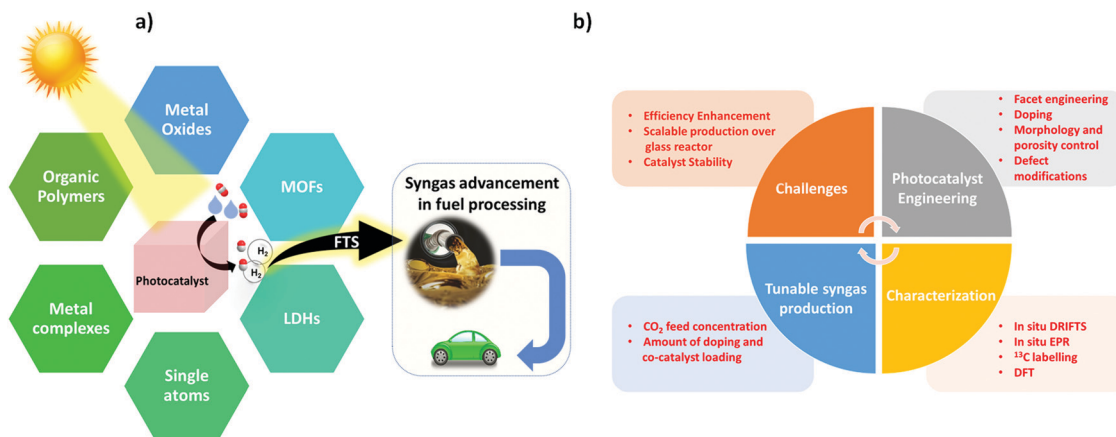 a)
Metal
Oxides
Organic
Polymers
MOFs
Photocatalyst
H₂
H₂
FTS
Metal
complexes
LDHs
Single
atoms
Syngas advancement
in fuel processing
b)
• Efficiency Enhancement
• Scalable production over
glass reactor
• Catalyst Stability
• Facet engineering
• Doping
• Morphology and
porosity control
• Defect
modifications
Challenges
Photocatalyst
Engineering
Tunable syngas
production
Characterization
• CO₂ feed concentration
• Amount of doping and
co-catalyst loading
• In situ DRIFTS
• In situ EPR
• ¹³C labelling
• DFT